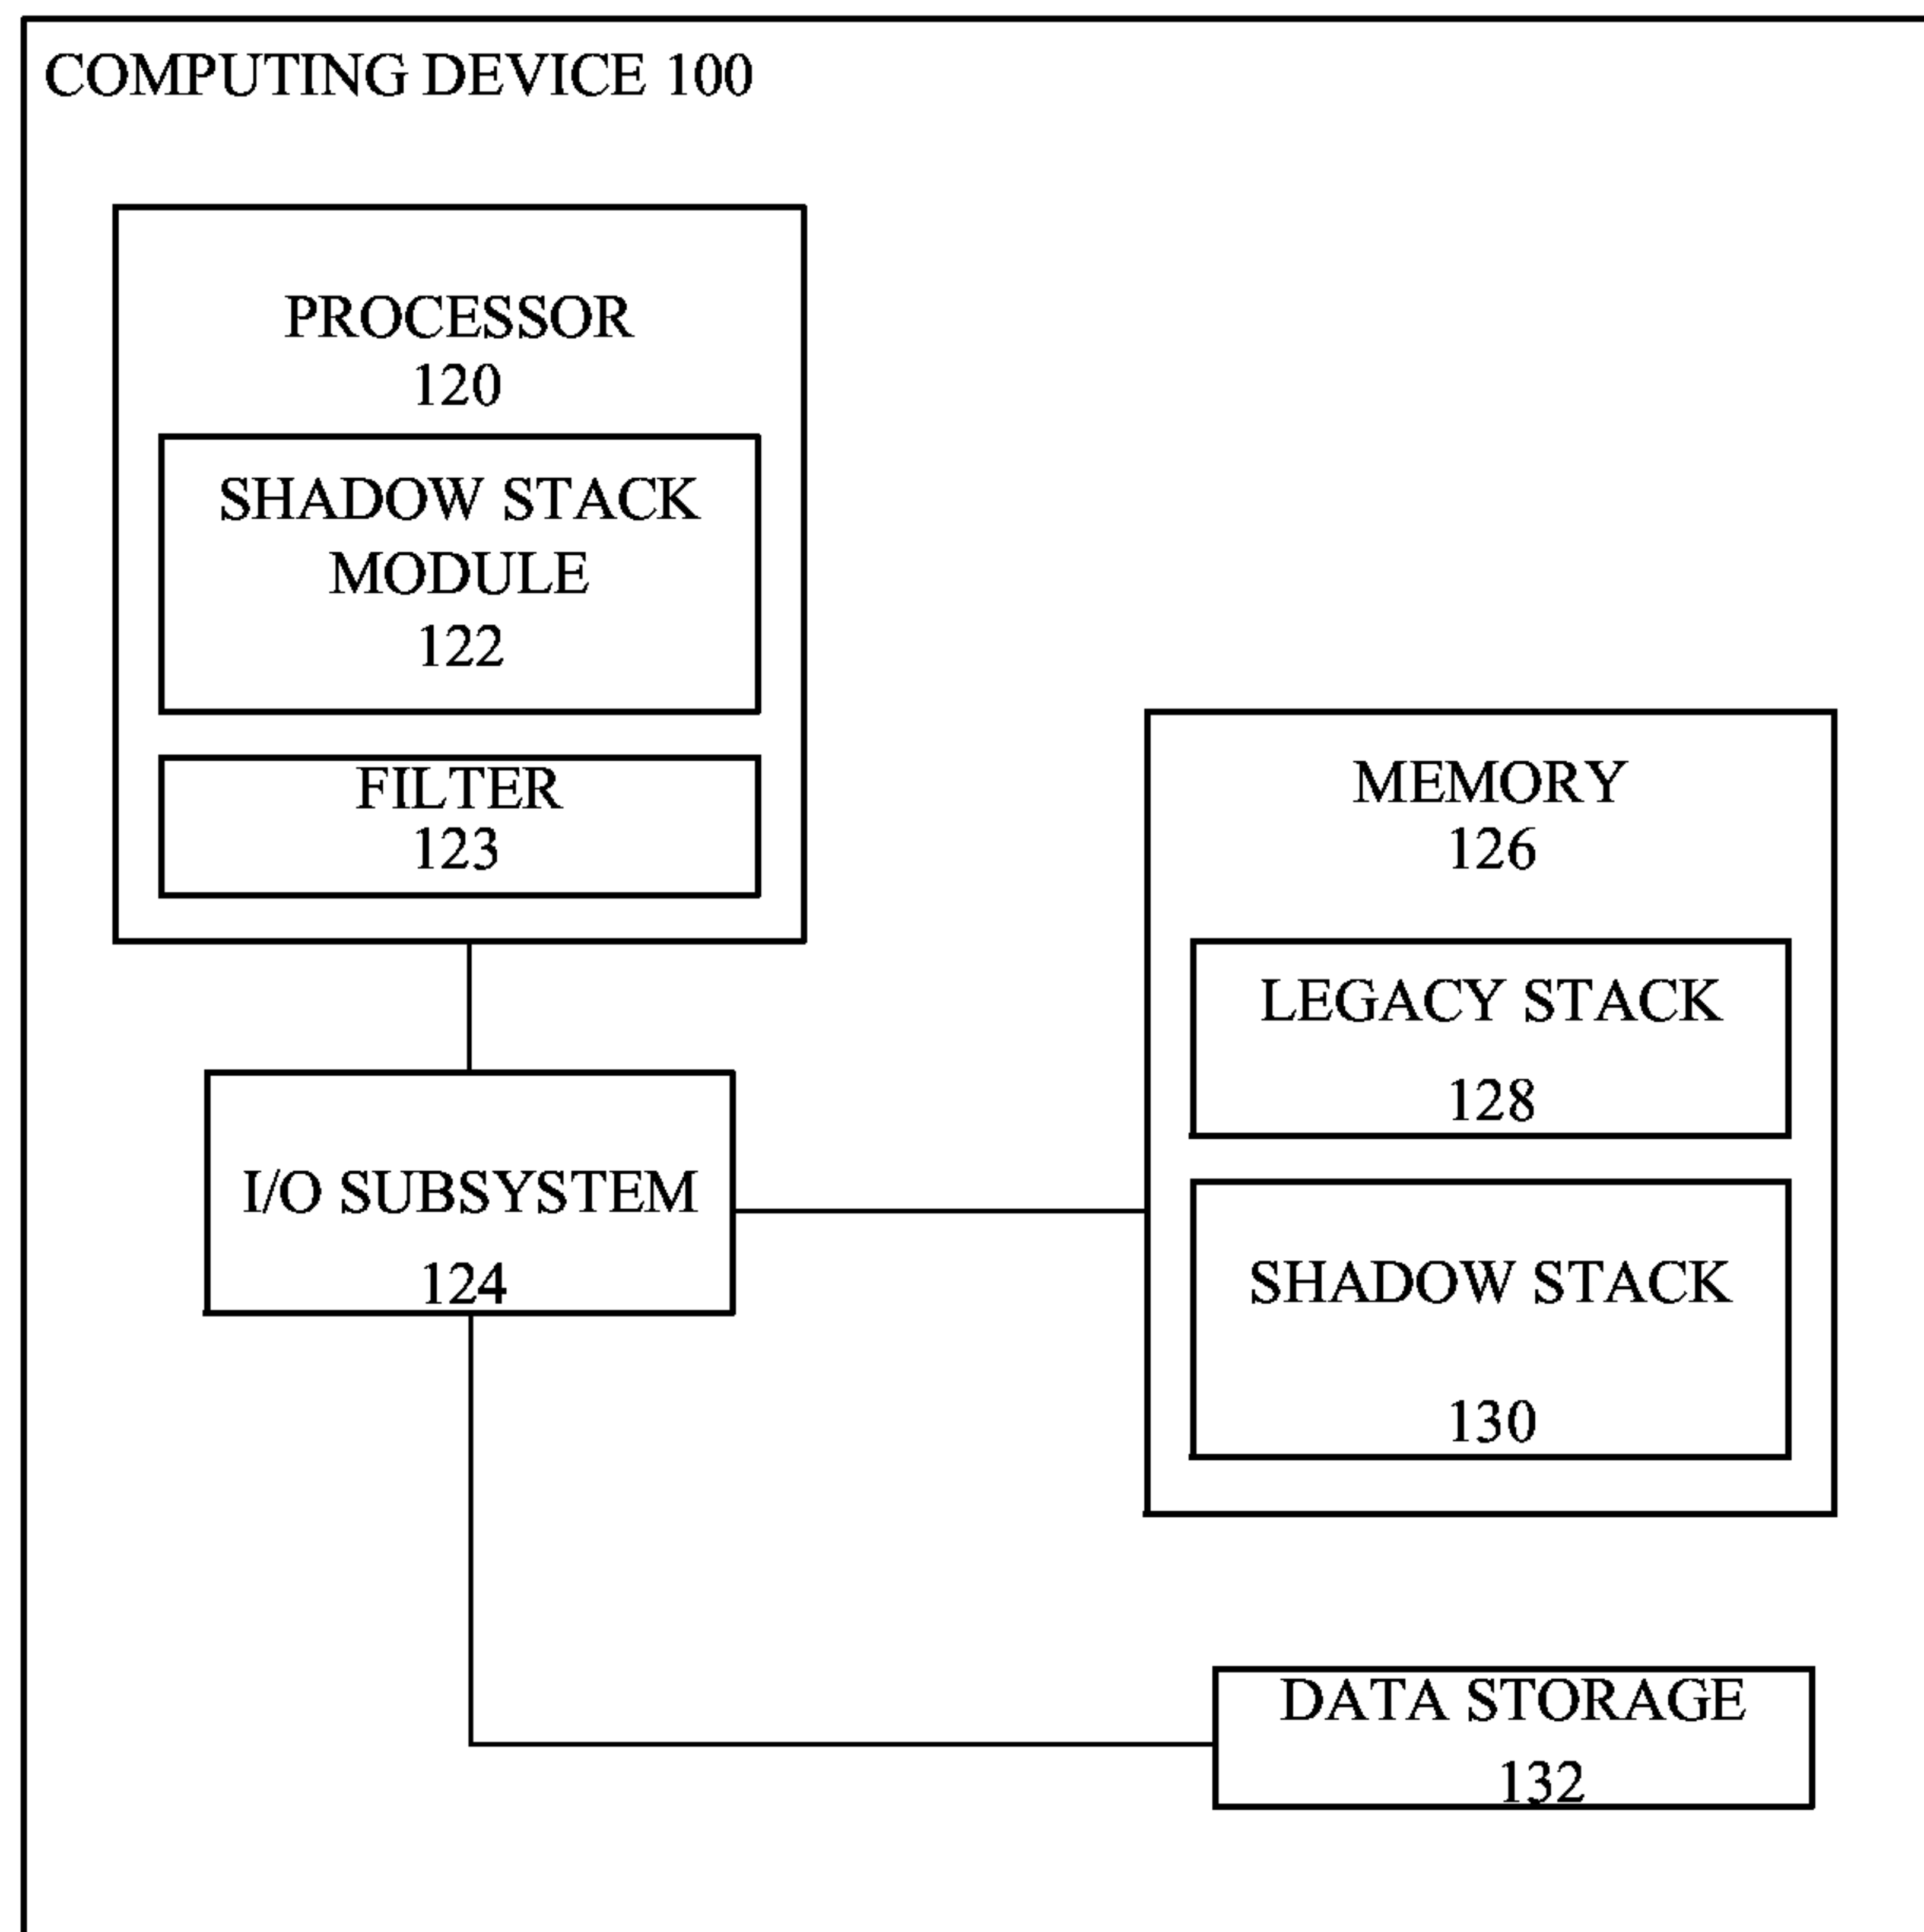 COMPUTING DEVICE 100
PROCESSOR
120
SHADOW STACK
MODULE
122
FILTER
123
MEMORY
126
LEGACY STACK
128
I/O SUBSYSTEM
124
SHADOW STACK
130
DATA STORAGE
132